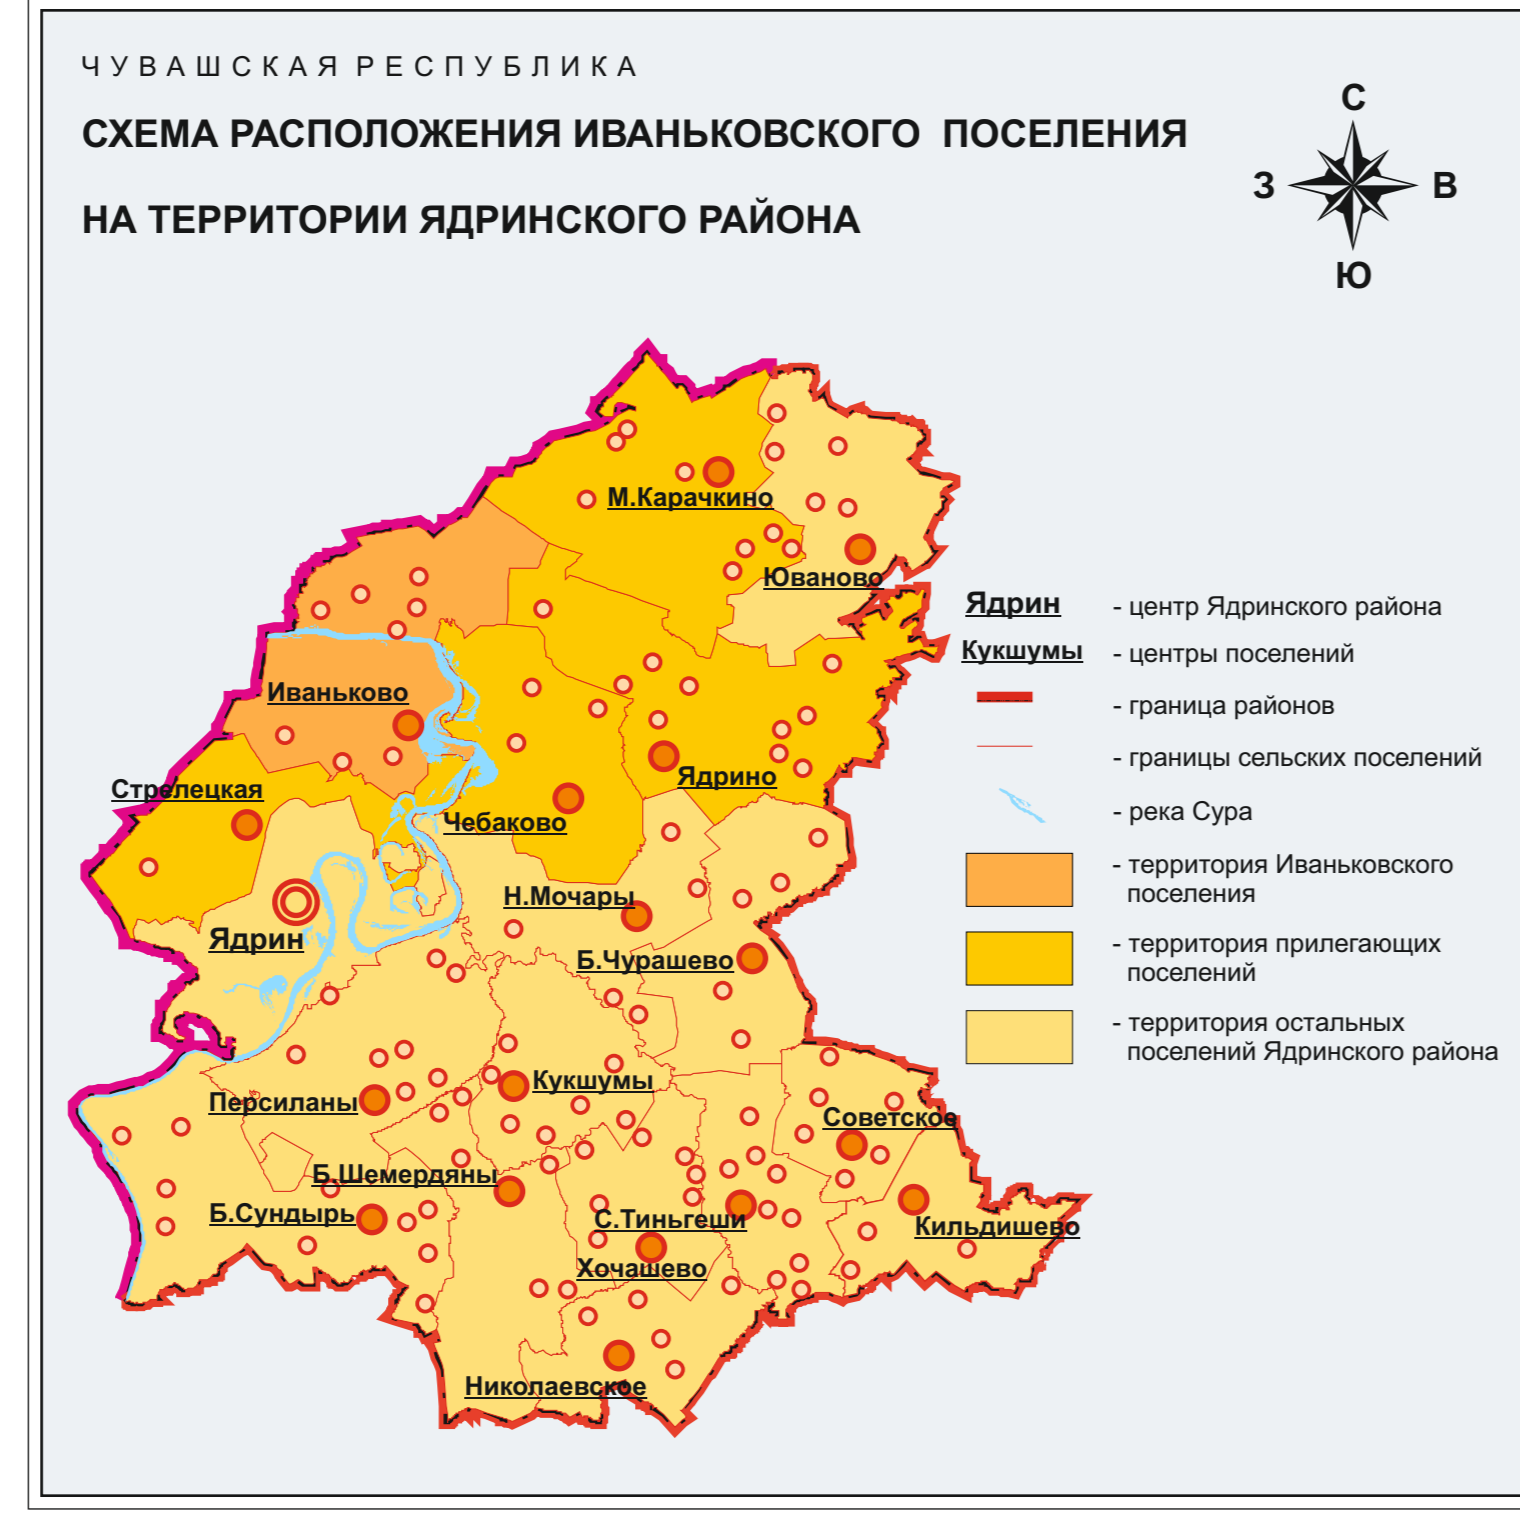 ЧУВАШСКАЯ РЕСПУБЛИКА
СХЕМА РАСПОЛОЖЕНИЯ ИВАНЬКОВСКОГО ПОСЕЛЕНИЯ
НА ТЕРРИТОРИИ ЯДРИНСКОГО РАЙОНА
С
З
В
Ю
М.Карачкино
Юваново
Иваньково
Стрелецкая
Ядрино
Чебаково
Н.Мочары
Ядрин
Б.Чурашево
Кукшумы
Персиланы
Советское
Б.Шемердяны
Б.Сундырь
С.Тиньгеши
Кильдишево
Хочашево
Николаевское
Ядрин - центр Ядринского района
Кукшумы - центры поселений
- граница районов
- границы сельских поселений
- река Сура
- территория Иваньковского
поселения
- территория прилегающих
поселений
- территория остальных
поселений Ядринского района